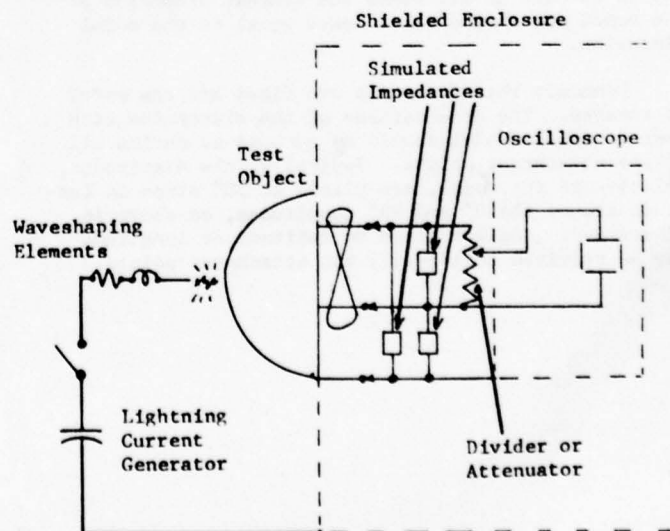 Shielded Enclosure
Simulated
Impedances
Oscilloscope
Test
Object
Waveshaping
Elements
Lightning
Current
Generator
Divider or
Attenuator